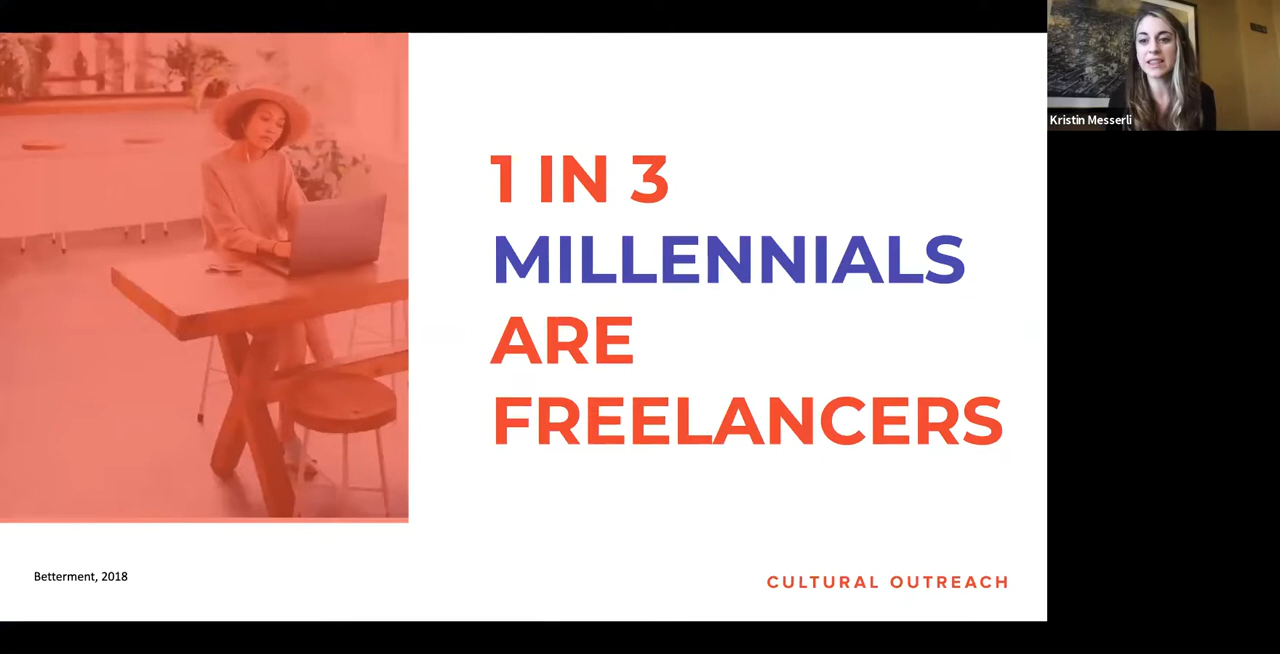 Kristin Messerli
1 IN 3
MILLENNIALS
ARE
FREELANCERS
Betterment, 2018
CULTURAL OUTREACH